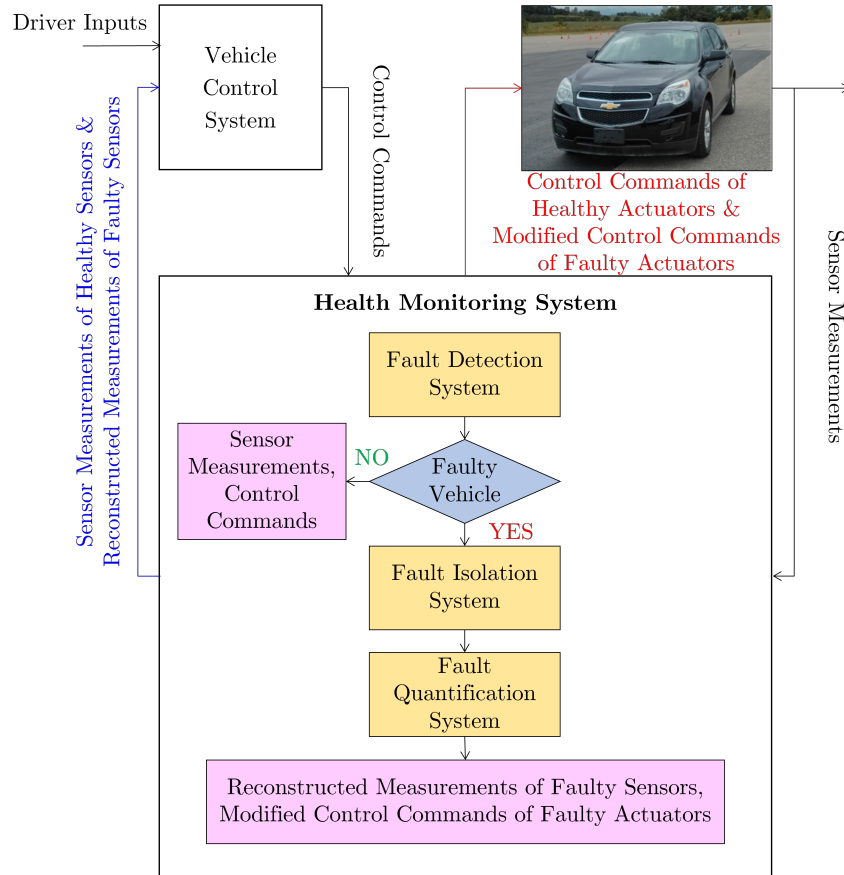 Driver Inputs
Vehicle
Control
System
Control Commands
Sensor Measurements of Healthy Sensors &
Reconstructed Measurements of Faulty Sensors
Control Commands of
Healthy Actuators &
Modified Control Commands
of Faulty Actuators
Sensor Measurements
Health Monitoring System
Fault Detection
System
Faulty
Vehicle
NO
Sensor
Measurements,
Control
Commands
YES
Fault Isolation
System
Fault
Quantification
System
Reconstructed Measurements of Faulty Sensors,
Modified Control Commands of Faulty Actuators